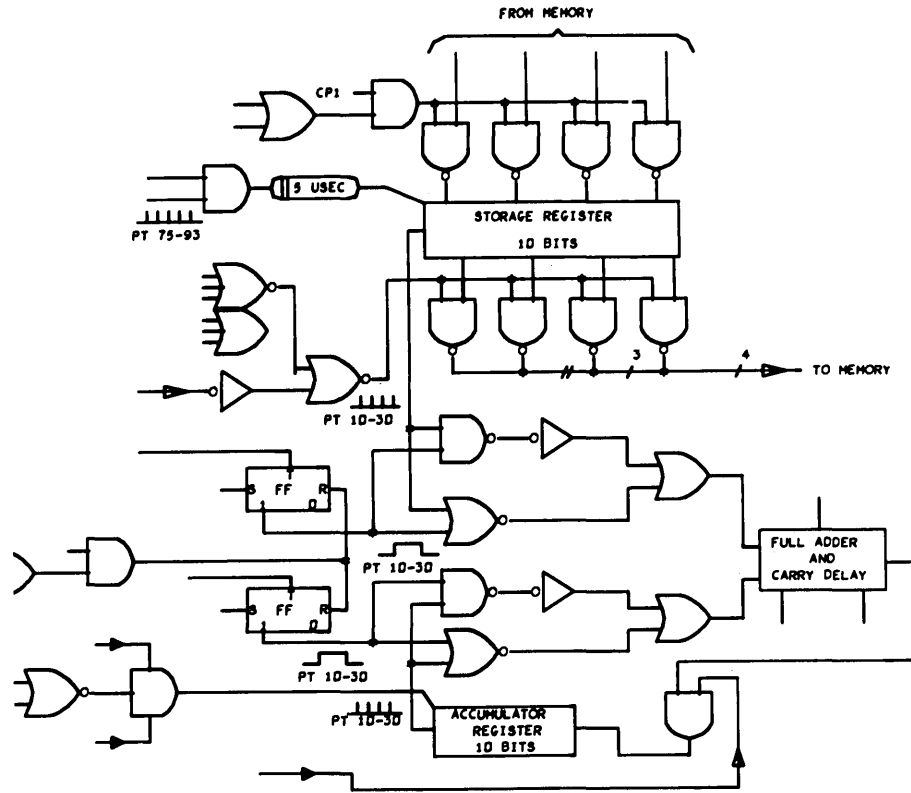 FROM MEMORY
CP1
5 USEC
PT 75-93
STORAGE REGISTER
10 BITS
3
4
TO MEMORY
PT 10-30
S FF R
1 0
PT 10-30
FULL ADDER
AND
CARRY DELAY
S FF R
1 0
PT 10-30
PT 10-30
ACCUMULATOR
REGISTER
10 BITS